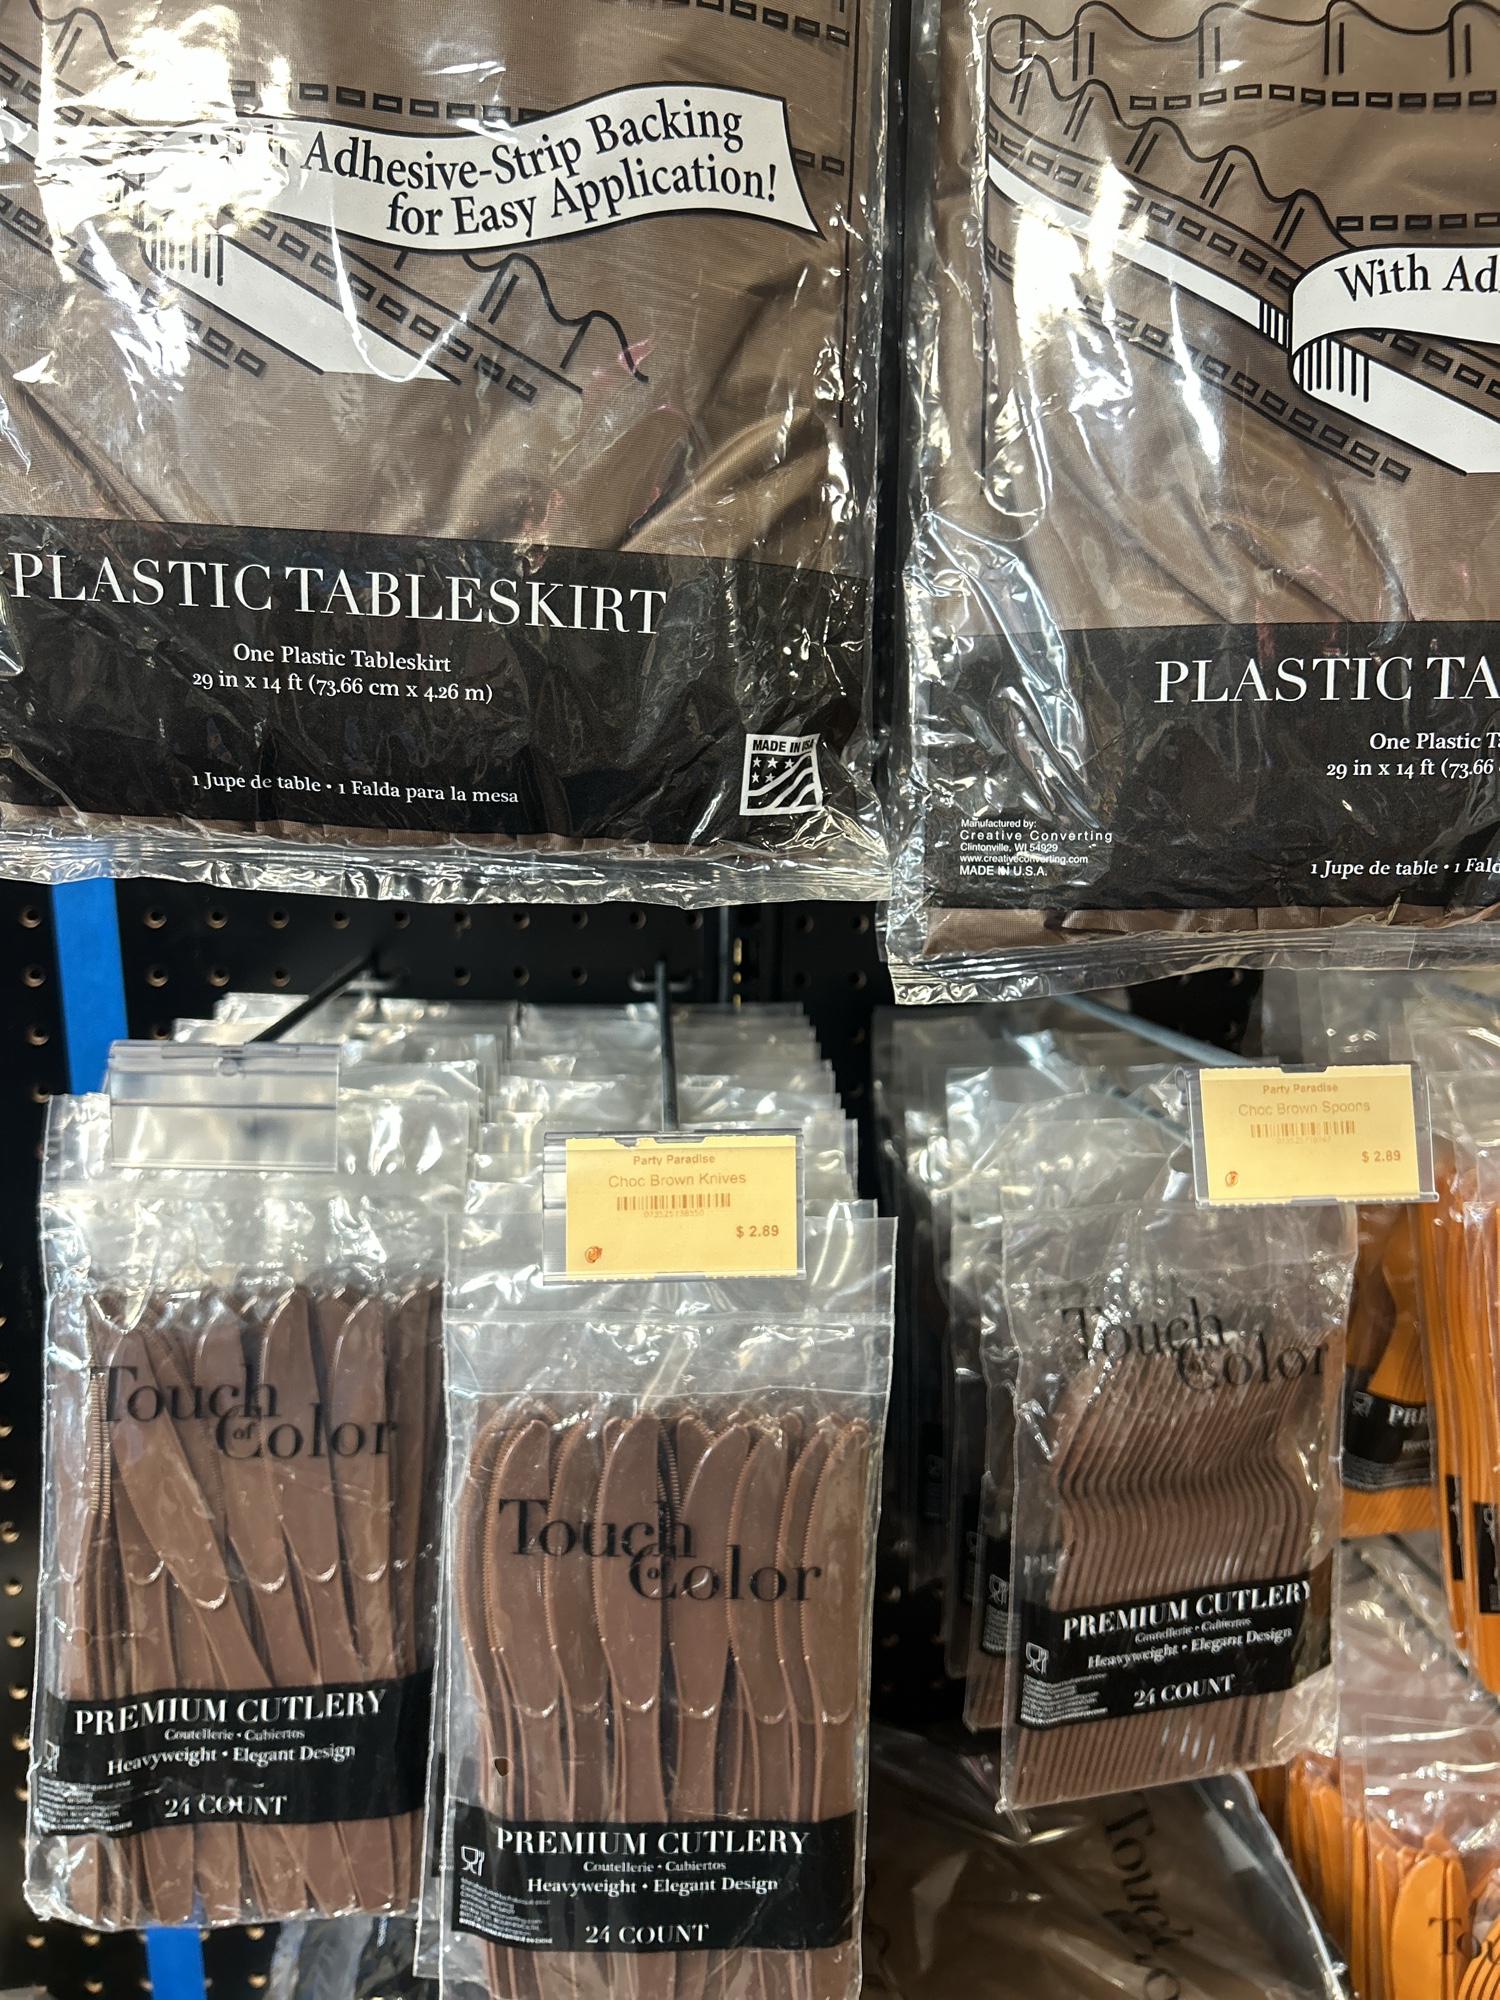 Adhesive-Strip Backing
for Easy Application!
PLASTIC TABLESKIRT
One Plastic Tableskirt
29 in x 14 ft (73.66 cm x 4.26 m)
1 Jupe de table • 1 Falda para la mesa
MADE IN USA
With Ad
PLASTIC TA
One Plastic
29 in x 14 ft (73.66
Manufactured by:
Creative Converting
Clintonville, WI 54929
www.creativeconverting.com
MADE IN U.S.A.
1 Jupe de table • 1 Fald
Party Paradise
Choc Brown Knives
$ 2.89
Party Paradise
Choc Brown Spoons
$ 2.89
Touch
of Color
PREMIUM CUTLERY
Coutellerie • Cubiertos
Heavyweight • Elegant Design
24 COUNT
Touch
of Color
PREMIUM CUTLERY
Coutellerie • Cubiertos
Heavyweight • Elegant Design
24 COUNT
Touch
of Color
PREMIUM CUTLERY
Coutellerie • Cubiertos
Heavyweight • Elegant Design
24 COUNT
PRE
Touch